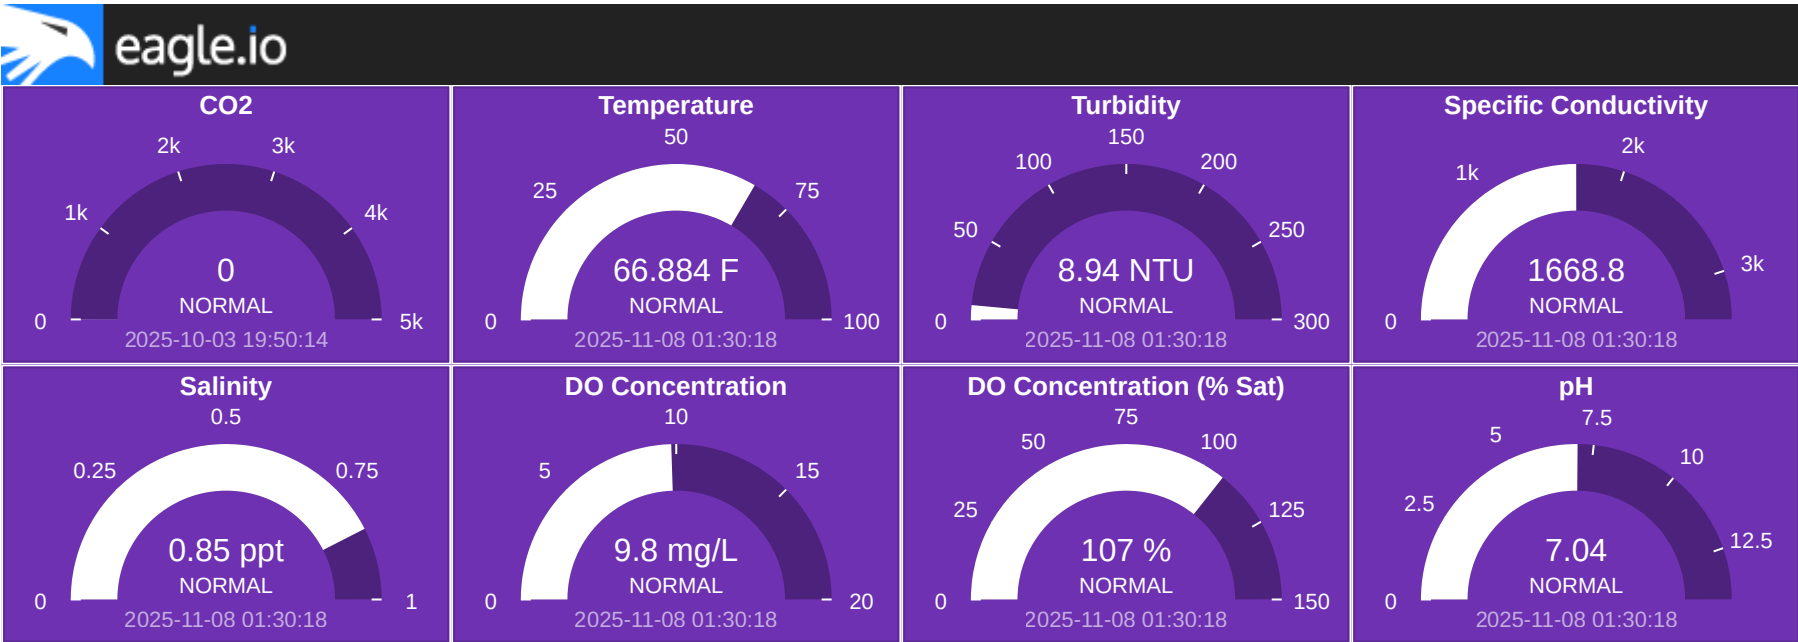 eagle.io
CO2
2k
3k
1k
4k
0
5k
0
NORMAL
2025-10-03 19:50:14
Temperature
50
25
75
0
100
66.884 F
NORMAL
2025-11-08 01:30:18
Turbidity
150
100
200
50
250
0
300
8.94 NTU
NORMAL
2025-11-08 01:30:18
Specific Conductivity
2k
1k
3k
0
1668.8
NORMAL
2025-11-08 01:30:18
Salinity
0.5
0.25
0.75
0
1
0.85 ppt
NORMAL
2025-11-08 01:30:18
DO Concentration
10
5
15
0
20
9.8 mg/L
NORMAL
2025-11-08 01:30:18
DO Concentration (% Sat)
75
50
100
25
125
0
150
107 %
NORMAL
2025-11-08 01:30:18
pH
7.5
5
10
2.5
12.5
0
7.04
NORMAL
2025-11-08 01:30:18